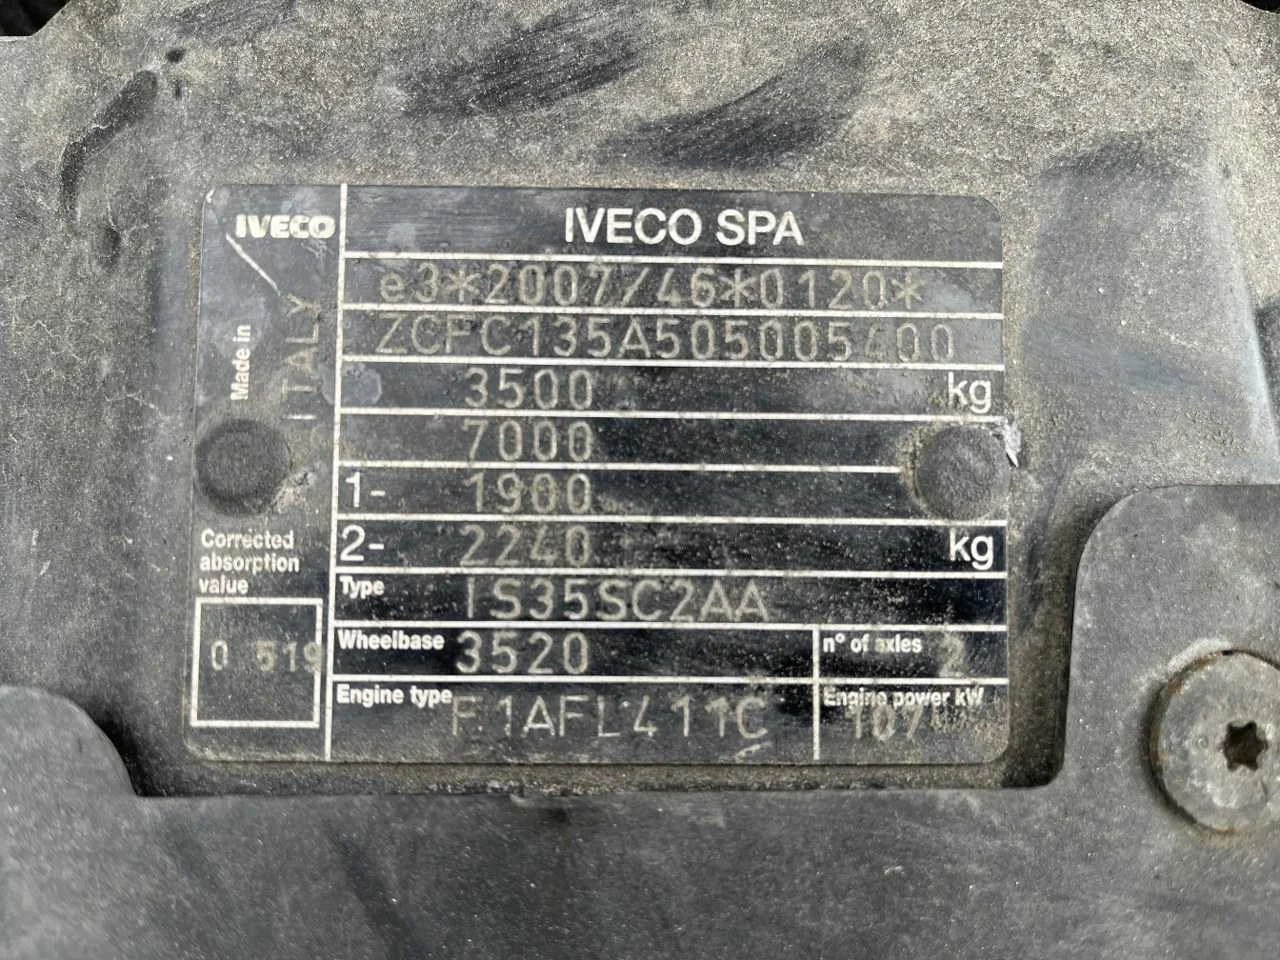 IVECO
IVECO SPA
Made in
ITALY
e3*2007/46*0120*
ZCFC135A505005400
3500 kg
7000
1- 1900
2- 2240 kg
Corrected
absorption
value
0 519
Type IS35SC2AA
Wheelbase 3520
n° of axles 2
Engine type F1AFL411C
Engine power kW
107